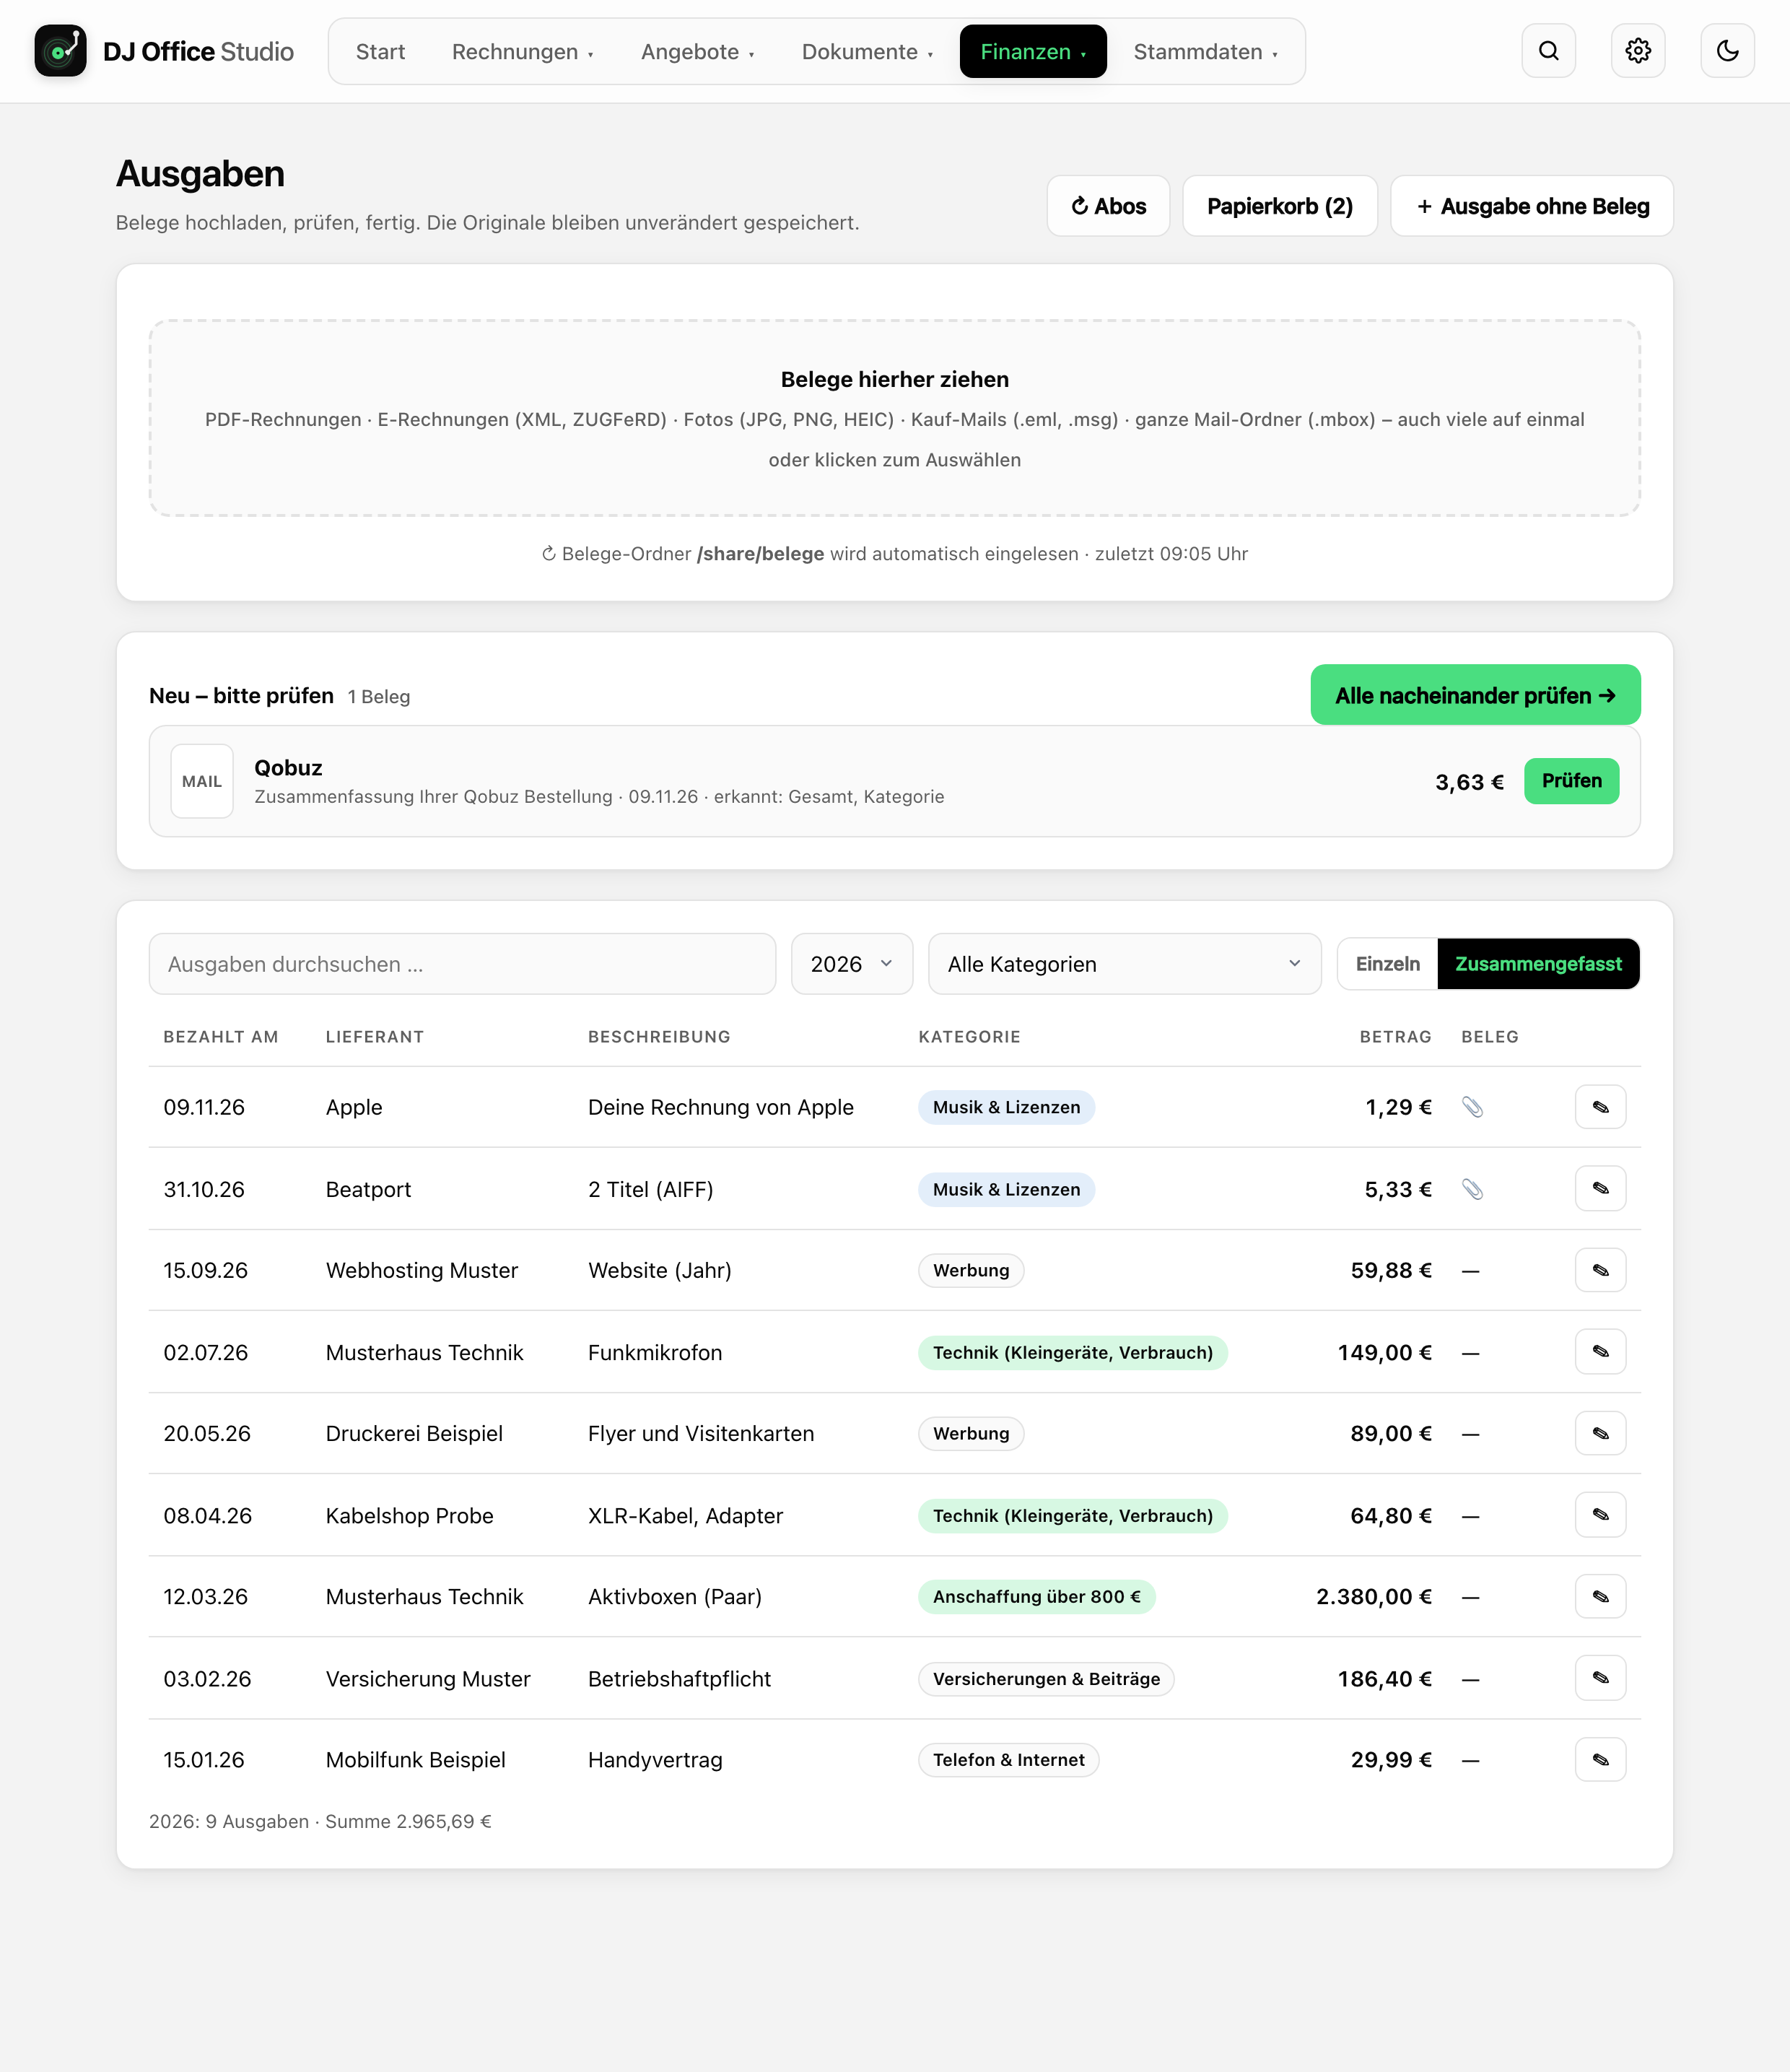 DJ Office Studio
Start Rechnungen Angebote Dokumente Finanzen Stammdaten
Ausgaben
Belege hochladen, prüfen, fertig. Die Originale bleiben unverändert gespeichert.
↻ Abos Papierkorb (2) + Ausgabe ohne Beleg
Belege hierher ziehen
PDF-Rechnungen · E-Rechnungen (XML, ZUGFeRD) · Fotos (JPG, PNG, HEIC) · Kauf-Mails (.eml, .msg) · ganze Mail-Ordner (.mbox) – auch viele auf einmal
oder klicken zum Auswählen
↻ Belege-Ordner /share/belege wird automatisch eingelesen · zuletzt 09:05 Uhr
Neu – bitte prüfen 1 Beleg Alle nacheinander prüfen →
MAIL
Qobuz
Zusammenfassung Ihrer Qobuz Bestellung · 09.11.26 · erkannt: Gesamt, Kategorie
3,63 € Prüfen
Ausgaben durchsuchen ... 2026 Alle Kategorien Einzeln Zusammengefasst
BEZAHLT AM LIEFERANT BESCHREIBUNG KATEGORIE BETRAG BELEG
09.11.26 Apple Deine Rechnung von Apple Musik & Lizenzen 1,29 €
31.10.26 Beatport 2 Titel (AIFF) Musik & Lizenzen 5,33 €
15.09.26 Webhosting Muster Website (Jahr) Werbung 59,88 € —
02.07.26 Musterhaus Technik Funkmikrofon Technik (Kleingeräte, Verbrauch) 149,00 € —
20.05.26 Druckerei Beispiel Flyer und Visitenkarten Werbung 89,00 € —
08.04.26 Kabelshop Probe XLR-Kabel, Adapter Technik (Kleingeräte, Verbrauch) 64,80 € —
12.03.26 Musterhaus Technik Aktivboxen (Paar) Anschaffung über 800 € 2.380,00 € —
03.02.26 Versicherung Muster Betriebshaftpflicht Versicherungen & Beiträge 186,40 € —
15.01.26 Mobilfunk Beispiel Handyvertrag Telefon & Internet 29,99 € —
2026: 9 Ausgaben · Summe 2.965,69 €